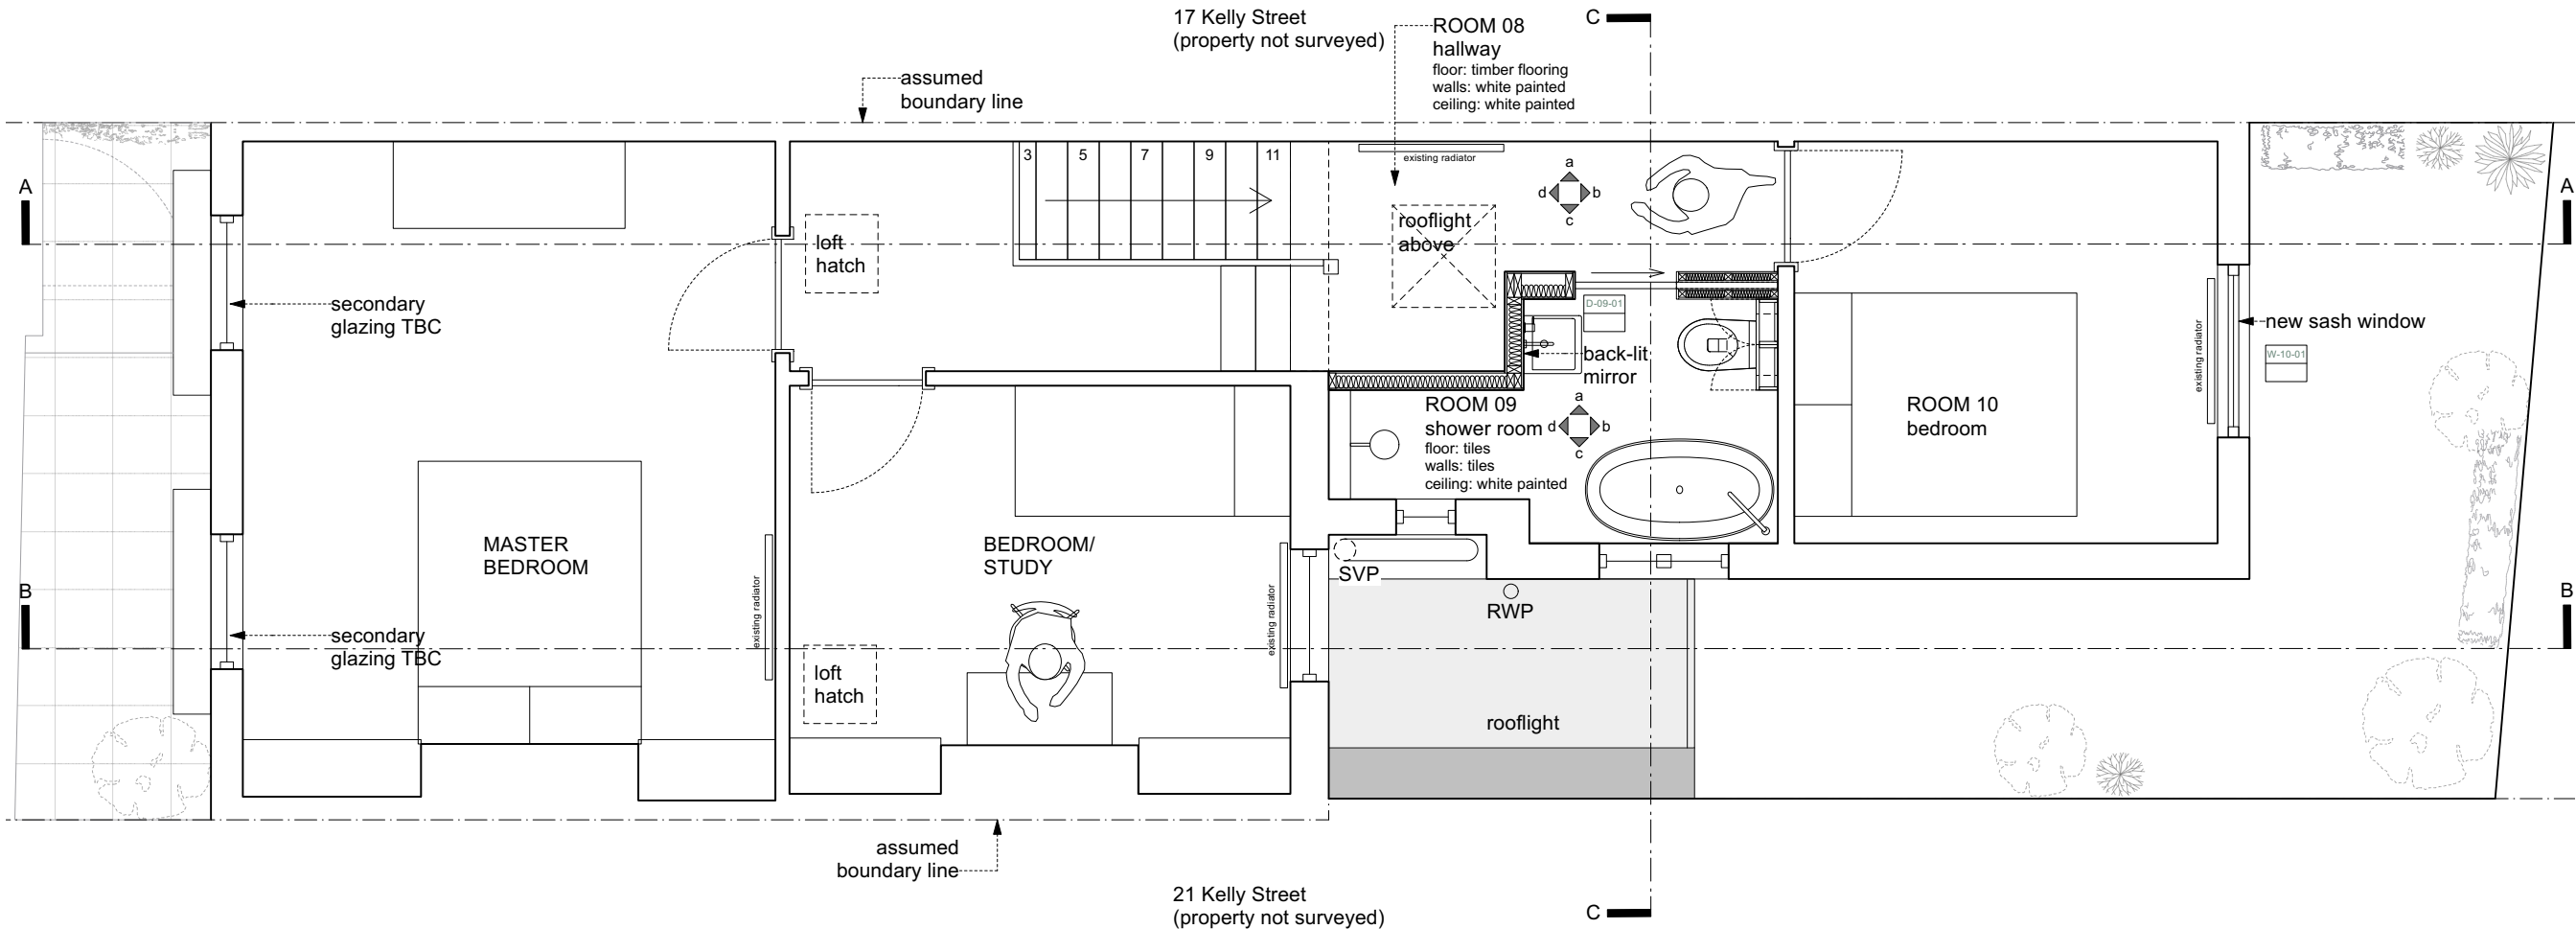 17 Kelly Street
(property not surveyed)
ROOM 08
hallway
floor: timber flooring
walls: white painted
ceiling: white painted
C
assumed
boundary line
A
A
3
5
7
9
11
existing radiator
a
d
b
c
loft
hatch
rooflight
above
secondary
glazing TBC
D-09-01
back-lit
mirror
new sash window
W-10-01
existing radiator
ROOM 09
shower room
floor: tiles
walls: tiles
ceiling: white painted
a
d
b
c
ROOM 10
bedroom
MASTER
BEDROOM
BEDROOM/
STUDY
SVP
RWP
B
B
existing radiator
existing radiator
secondary
glazing TBC
loft
hatch
rooflight
assumed
boundary line
21 Kelly Street
(property not surveyed)
C